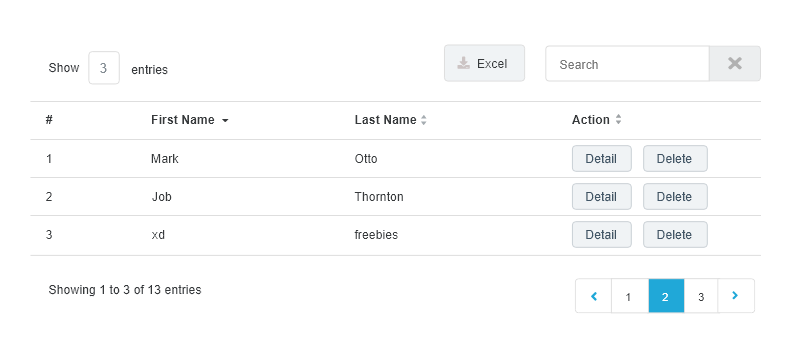 Show 3 entries Excel Search
# First Name Last Name Action
1 Mark Otto Detail Delete
2 Job Thornton Detail Delete
3 xd freebies Detail Delete
Showing 1 to 3 of 13 entries 1 2 3